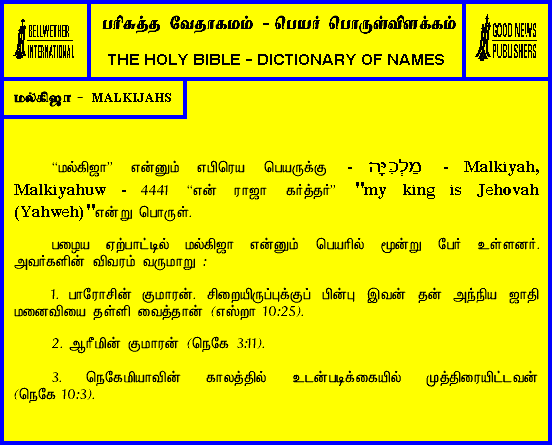 BELLWETHER
INTERNATIONAL
பரிசுத்த வேதாகமம் - பெயர் பொருள்விளக்கம்
THE HOLY BIBLE - DICTIONARY OF NAMES
GOOD NEWS
PUBLISHERS
மல்கிஜா - MALKIJAHS
“மல்கிஜா” என்னும் எபிரெய பெயருக்கு - מַלְכִּיָּה - Malkiyah,
Malkiyahuw - 4441 “என் ராஜா கர்த்தர்” "my king is Jehovah
(Yahweh)"என்று பொருள்.
பழைய ஏற்பாட்டில் மல்கிஜா என்னும் பெயரில் மூன்று பேர் உள்ளனர்.
அவர்களின் விவரம் வருமாறு :
1. பாரோசின் குமாரன். சிறையிருப்புக்குப் பின்பு இவன் தன் அந்நிய ஜாதி
மனைவியை தள்ளி வைத்தான் (எஸ்றா 10:25).
2. ஆரீமின் குமாரன் (நெகே 3:11).
3. நெகேமியாவின் காலத்தில் உடன்படிக்கையில் முத்திரையிட்டவன்
(நெகே 10:3).